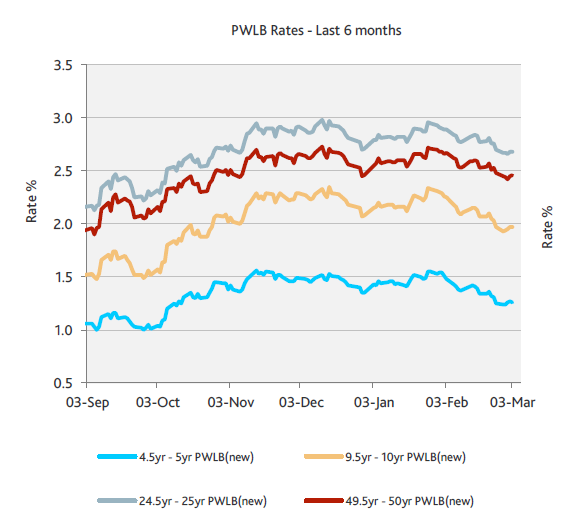 PWLB Rates - Last 6 months
3.5
3.0
2.5
2.0
1.5
1.0
0.5
Rate %
Rate %
03-Sep 03-Oct 03-Nov 03-Dec 03-Jan 03-Feb 03-Mar
4.5yr - 5yr PWLB(new) 9.5yr - 10yr PWLB(new)
24.5yr - 25yr PWLB(new) 49.5yr - 50yr PWLB(new)